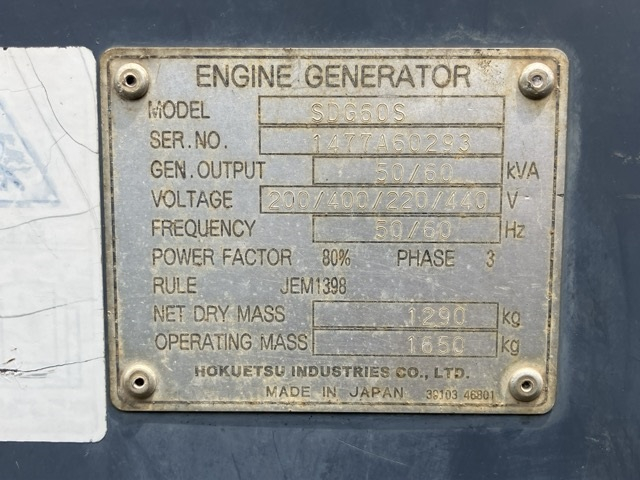 ENGINE GENERATOR
MODEL SDG60S
SER. NO. 1477A60293
GEN. OUTPUT 50/60 kVA
VOLTAGE 200/400/220/440 V
FREQUENCY 50/60 Hz
POWER FACTOR 80% PHASE 3
RULE JEM1398
NET DRY MASS 1290 kg
OPERATING MASS 1650 kg
HOKUETSU INDUSTRIES CO., LTD.
MADE IN JAPAN 39103 46801